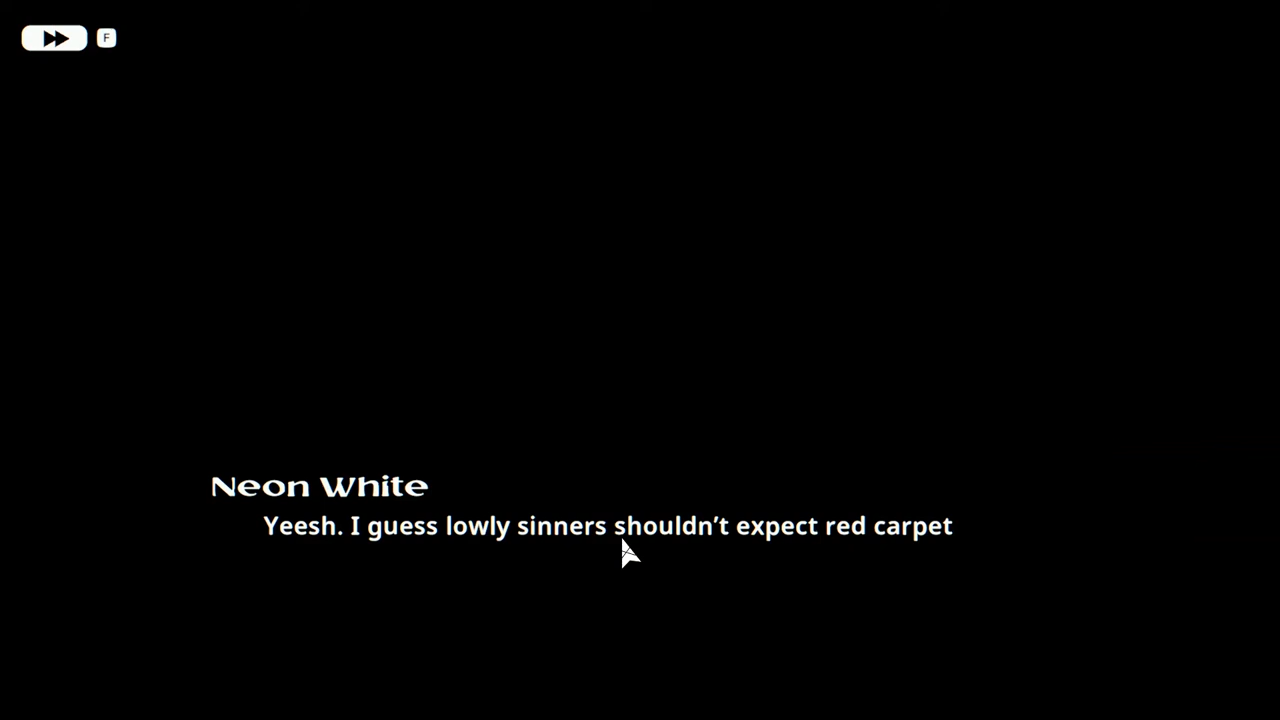 F
Neon White
Yeesh. I guess lowly sinners shouldn’t expect red carpet